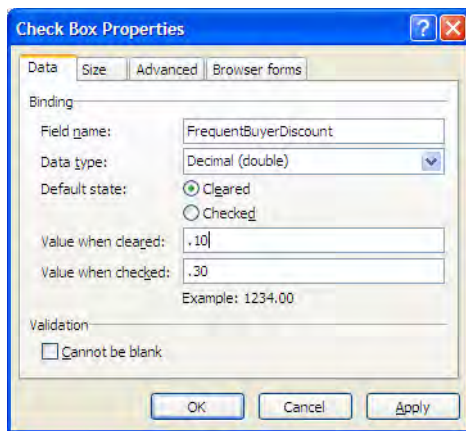 Check Box Properties
Data Size Advanced Browser forms
Binding
Field name: FrequentBuyerDiscount
Data type: Decimal (double)
Default state: Cleared
Checked
Value when cleared: .10
Value when checked: .30
Example: 1234.00
Validation
Cannot be blank
OK Cancel Apply